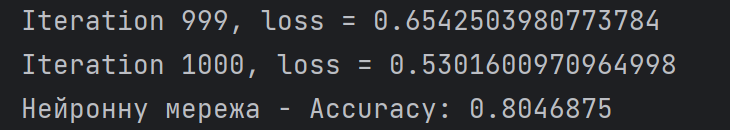 Iteration 999, loss = 0.6542503980773784
Iteration 1000, loss = 0.5301600970964998
Нейронну мережа - Accuracy: 0.8046875